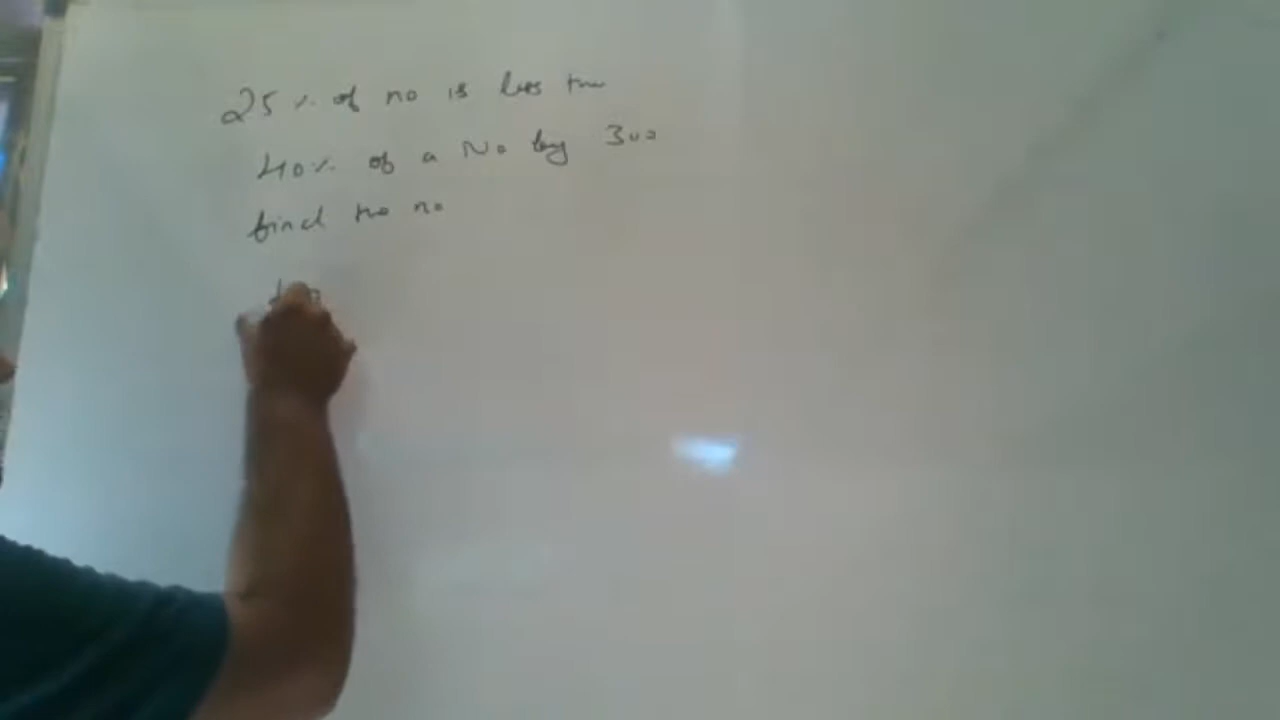 25% of no is less than
40% of a No by 300
find the no